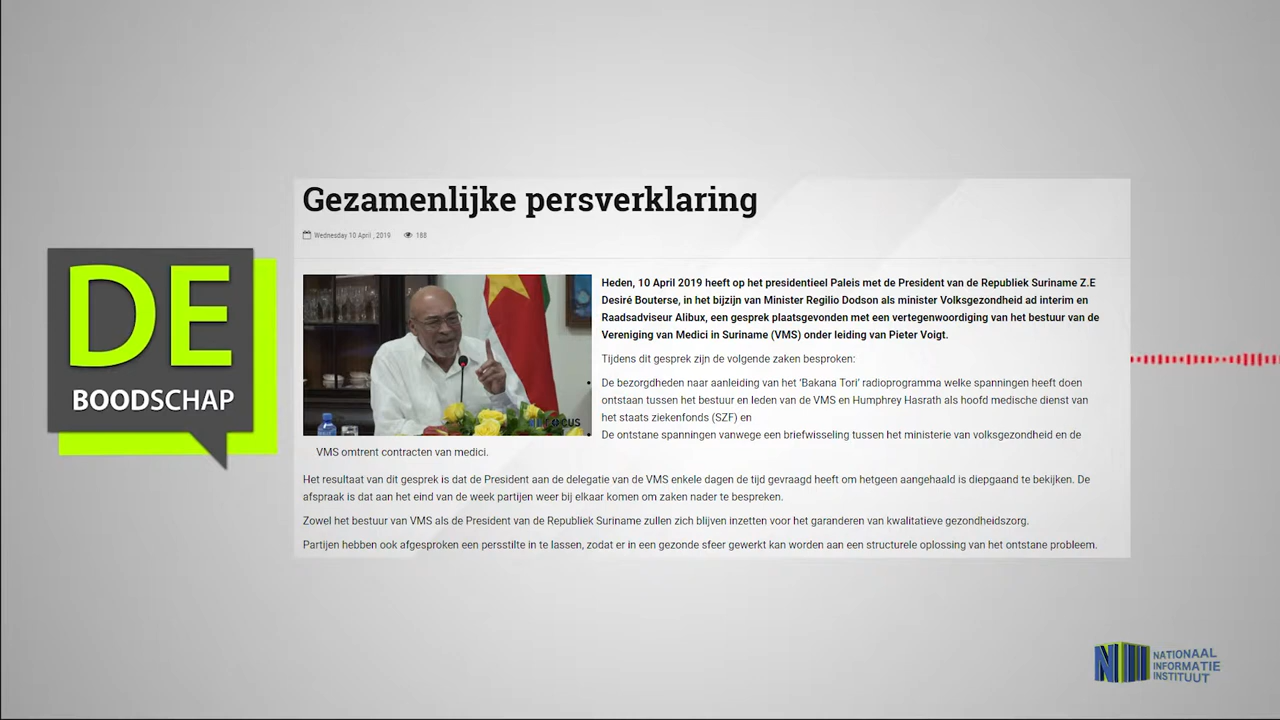 Gezamenlijke persverklaring
Wednesday 10 April , 2019 188
DE
BOODSCHAP
Heden, 10 April 2019 heeft op het presidentieel Paleis met de President van de Republiek Suriname Z.E
Desiré Bouterse, in het bijzijn van Minister Regilio Dodson als minister Volksgezondheid ad interim en
Raadsadviseur Alibux, een gesprek plaatsgevonden met een vertegenwoordiging van het bestuur van de
Vereniging van Medici in Suriname (VMS) onder leiding van Pieter Voigt.
Tijdens dit gesprek zijn de volgende zaken besproken:
De bezorgdheden naar aanleiding van het 'Bakana Tori' radioprogramma welke spanningen heeft doen
ontstaan tussen het bestuur en leden van de VMS en Humphrey Hasrath als hoofd medische dienst van
het staats ziekenfonds (SZF) en
De ontstane spanningen vanwege een briefwisseling tussen het ministerie van volksgezondheid en de
VMS omtrent contracten van medici.
Het resultaat van dit gesprek is dat de President aan de delegatie van de VMS enkele dagen de tijd gevraagd heeft om hetgeen aangehaald is diepgaand te bekijken. De
afspraak is dat aan het eind van de week partijen weer bij elkaar komen om zaken nader te bespreken.
Zowel het bestuur van VMS als de President van de Republiek Suriname zullen zich blijven inzetten voor het garanderen van kwalitatieve gezondheidszorg.
Partijen hebben ook afgesproken een persstilte in te lassen, zodat er in een gezonde sfeer gewerkt kan worden aan een structurele oplossing van het ontstane probleem.
NATIONAAL
INFORMATIE
INSTITUUT